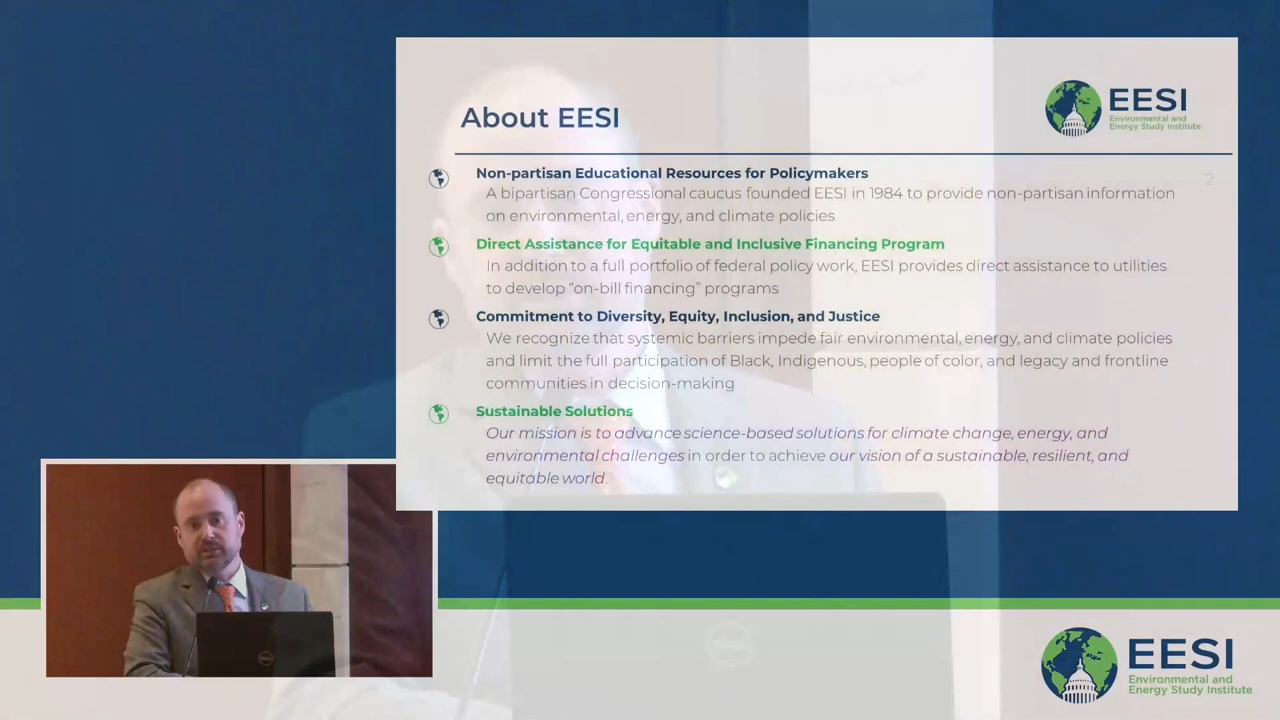 About EESI
EESI
Environmental and
Energy Study Institute
Non-partisan Educational Resources for Policymakers
2
A bipartisan Congressional caucus founded EESI in 1984 to provide non-partisan information
on environmental, energy, and climate policies
Direct Assistance for Equitable and Inclusive Financing Program
In addition to a full portfolio of federal policy work, EESI provides direct assistance to utilities
to develop “on-bill financing” programs
Commitment to Diversity, Equity, Inclusion, and Justice
We recognize that systemic barriers impede fair environmental, energy, and climate policies
and limit the full participation of Black, Indigenous, people of color, and legacy and frontline
communities in decision-making
Sustainable Solutions
Our mission is to advance science-based solutions for climate change, energy, and
environmental challenges in order to achieve our vision of a sustainable, resilient, and
equitable world.
DELL
EESI
Environmental and
Energy Study Institute